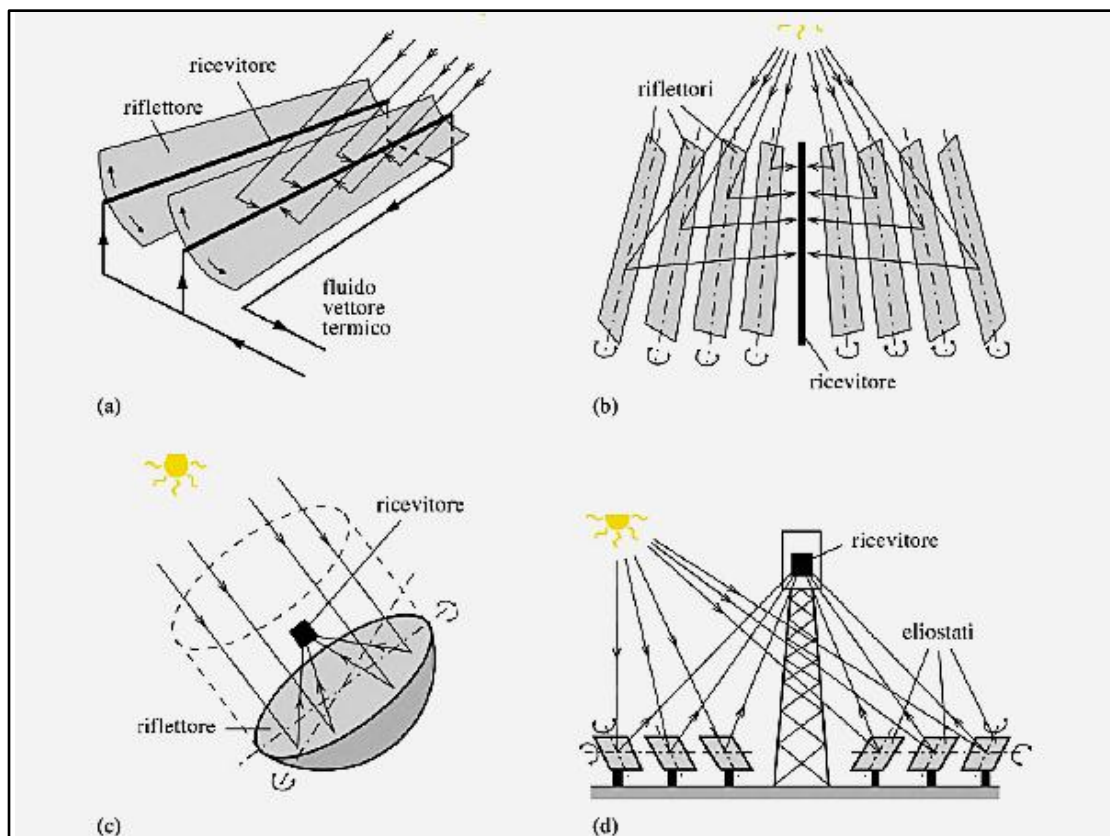 ricevitore
riflettore
fluido
vettore
termico
(a)
riflettori
ricevitore
(b)
ricevitore
riflettore
(c)
ricevitore
eliostati
(d)